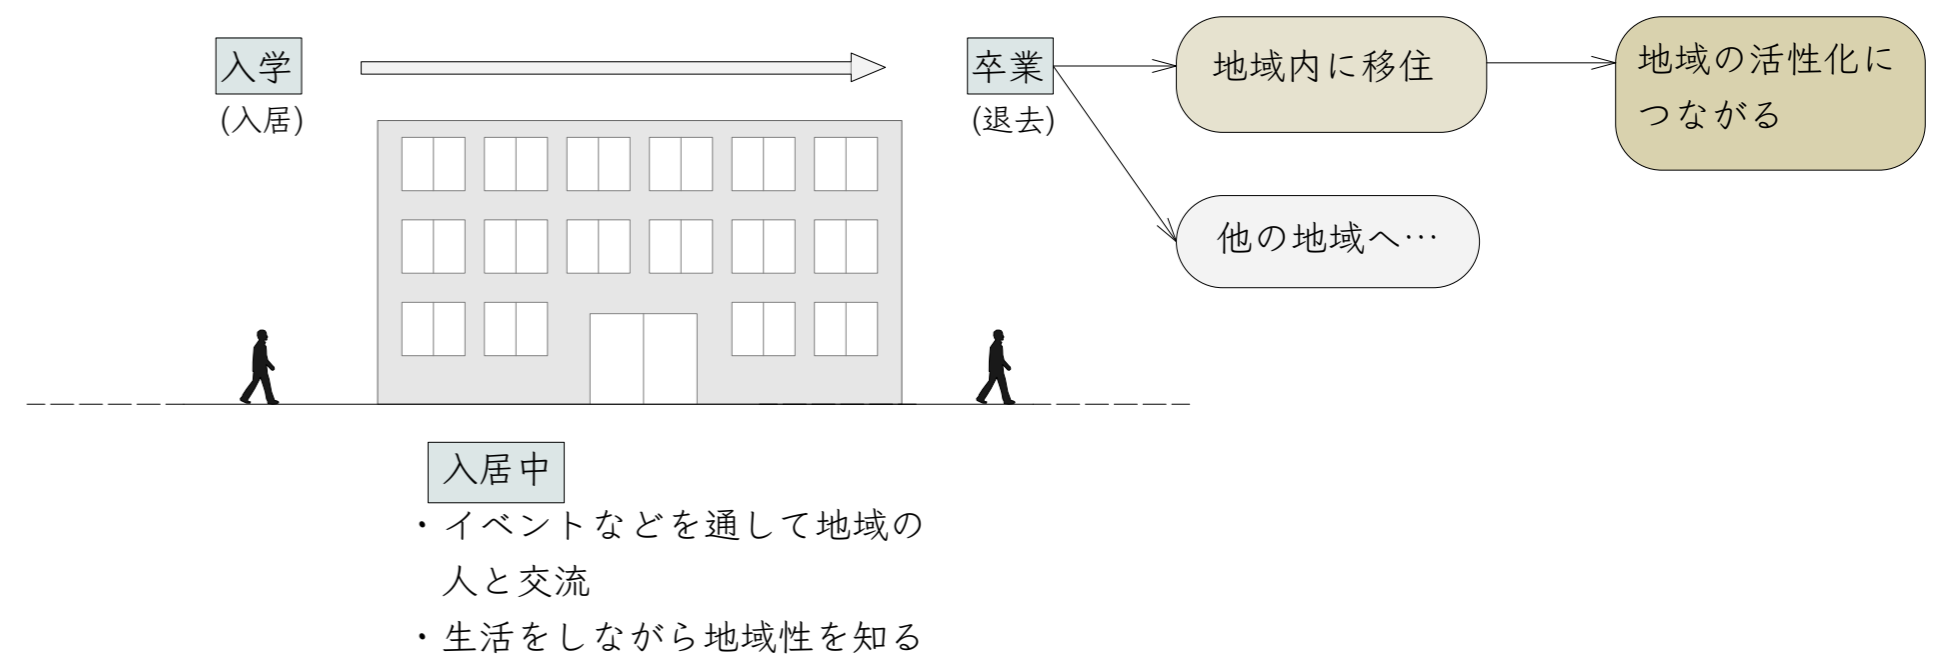 入学
(入居)
卒業
(退去)
地域内に移住
地域の活性化に
つながる
他の地域へ…
入居中
・イベントなどを通して地域の
人と交流
・生活をしながら地域性を知る